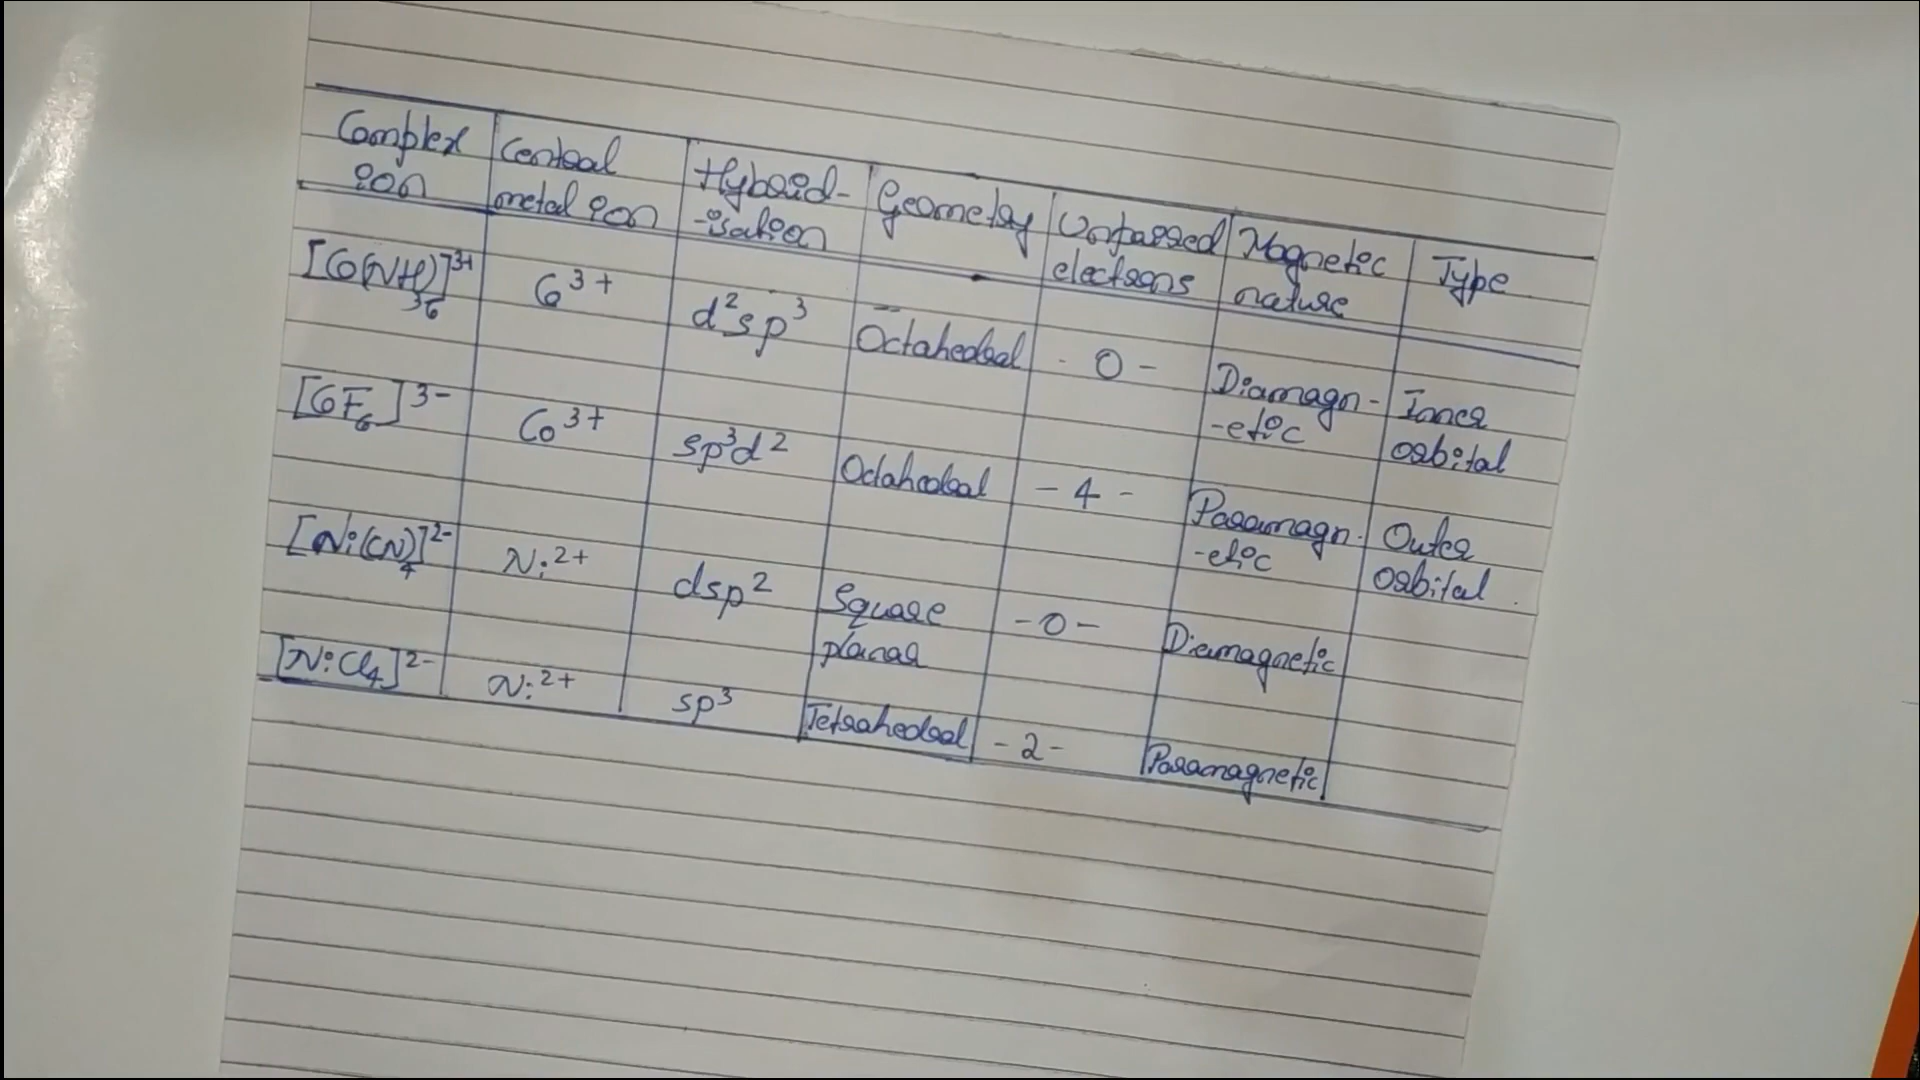 Complex ion | Central metal ion | Hybrid-isation | Geometry | Unpaired electrons | Magnetic nature | Type
[Co(NH₃)₆]³⁺ | Co³⁺ | d²sp³ | Octahedral | - 0 - | Diamagn--etic | Inner orbital
[CoF₆]³⁻ | Co³⁺ | sp³d² | Octahedral | - 4 - | Paramagn--etic | Outer orbital
[Ni(CN)₄]²⁻ | Ni²⁺ | dsp² | Square planar | - 0 - | Diamagnetic
[NiCl₄]²⁻ | Ni²⁺ | sp³ | Tetrahedral | - 2 - | Paramagnetic